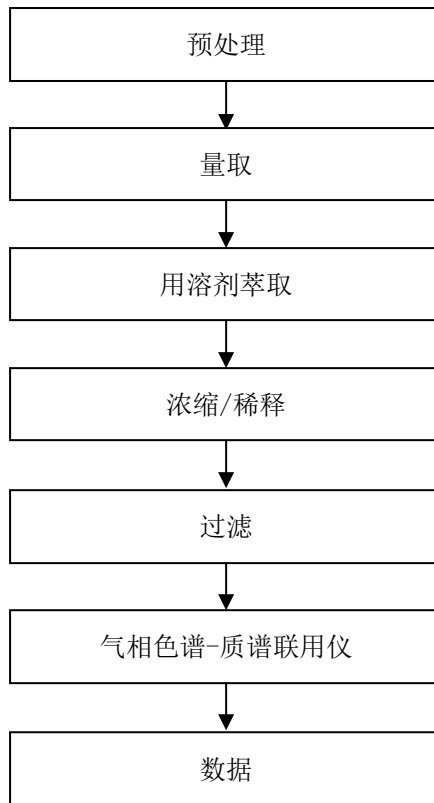 预处理
量取
用溶剂萃取
浓缩/稀释
过滤
气相色谱-质谱联用仪
数据